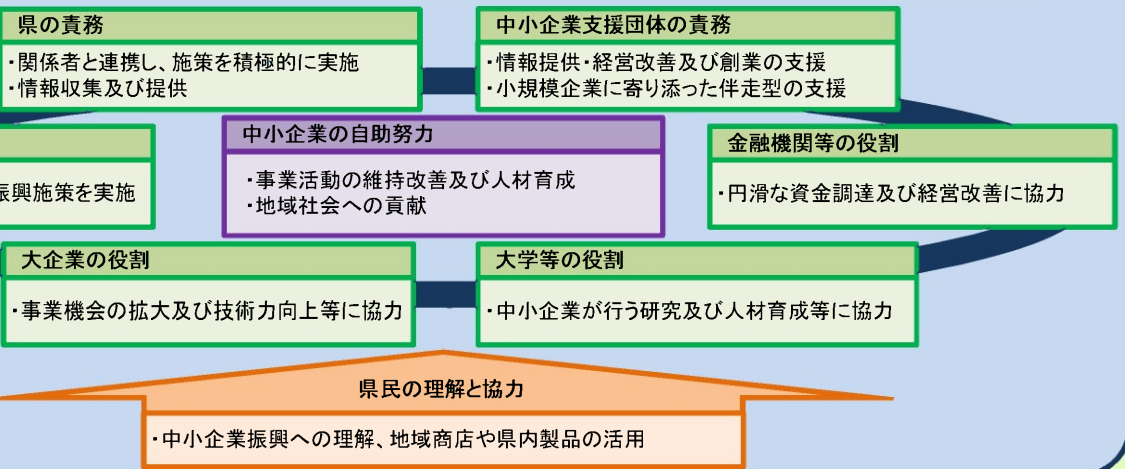 県の責務
・関係者と連携し、施策を積極的に実施
・情報収集及び提供
中小企業支援団体の責務
・情報提供・経営改善及び創業の支援
・小規模企業に寄り添った伴走型の支援
振興施策を実施
中小企業の自助努力
・事業活動の維持改善及び人材育成
・地域社会への貢献
金融機関等の役割
・円滑な資金調達及び経営改善に協力
大企業の役割
・事業機会の拡大及び技術力向上等に協力
大学等の役割
・中小企業が行う研究及び人材育成等に協力
県民の理解と協力
・中小企業振興への理解、地域商店や県内製品の活用